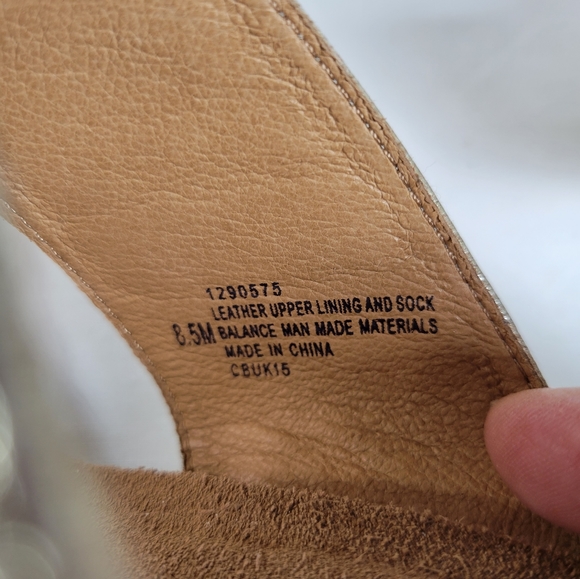 1290575
LEATHER UPPER LINING AND SOCK
8.5M BALANCE MAN MADE MATERIALS
MADE IN CHINA
CBUK15